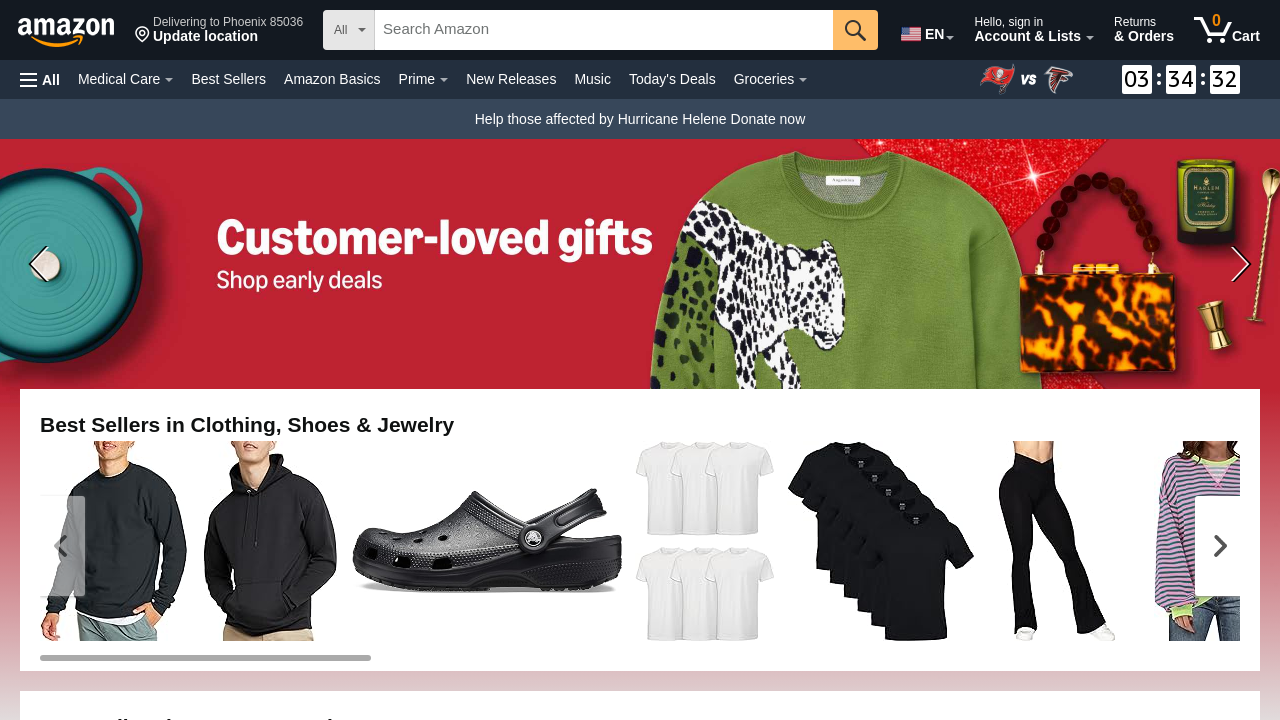 amazon
Delivering to Phoenix 85036
Update location
All
Search Amazon
EN
Hello, sign in
Account & Lists
Returns
& Orders
0
Cart
All
Medical Care
Best Sellers
Amazon Basics
Prime
New Releases
Music
Today's Deals
Groceries
VS
03 : 34 : 32
Help those affected by Hurricane Helene Donate now
Customer-loved gifts
Shop early deals
HARLEM
Best Sellers in Clothing, Shoes & Jewelry